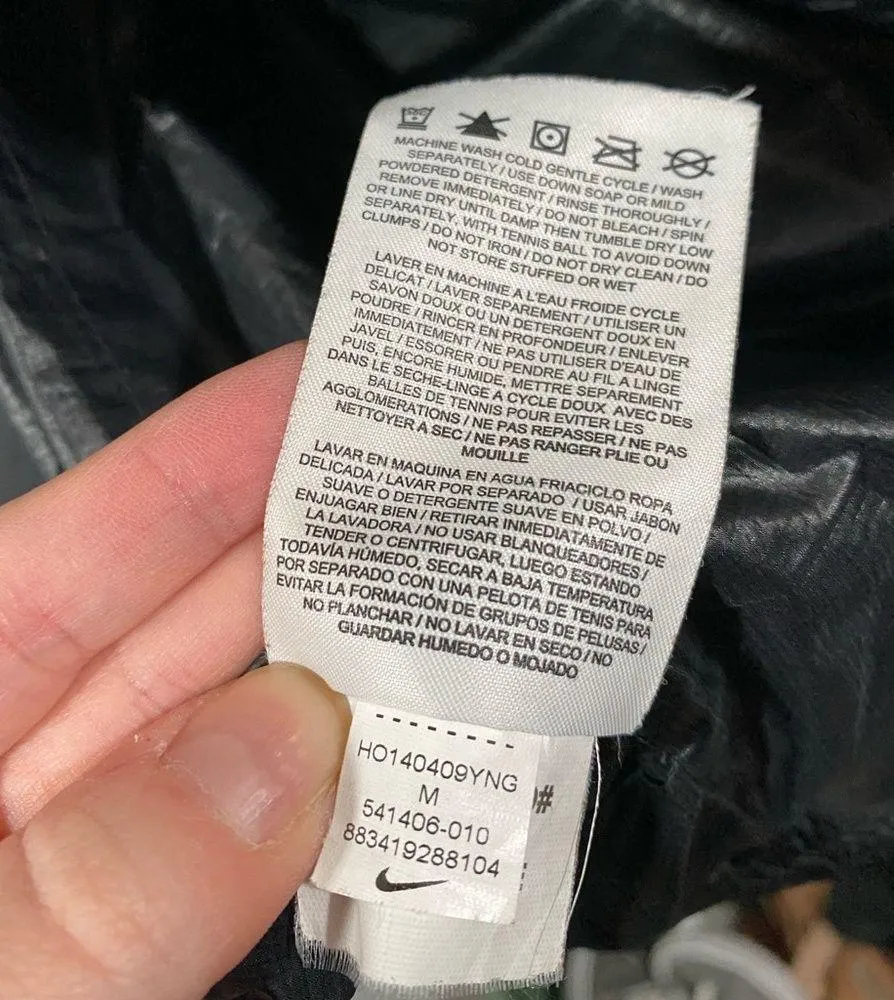 MACHINE WASH COLD GENTLE CYCLE / WASH
SEPARATELY / USE DOWN SOAP OR MILD
POWDERED DETERGENT / RINSE THOROUGHLY /
REMOVE IMMEDIATELY / DO NOT BLEACH / SPIN
OR LINE DRY UNTIL DAMP THEN TUMBLE DRY LOW
SEPARATELY, WITH TENNIS BALL TO AVOID DOWN
CLUMPS / DO NOT IRON / DO NOT DRY CLEAN / DO
NOT STORE STUFFED OR WET
LAVER EN MACHINE A L'EAU FROIDE CYCLE
DELICAT / LAVER SEPAREMENT / UTILISER UN
SAVON DOUX OU UN DETERGENT DOUX EN
POUDRE / RINCER EN PROFONDEUR / ENLEVER
IMMEDIATEMENT / NE PAS UTILISER D'EAU DE
JAVEL / ESSORER OU PENDRE AU FIL A LINGE
PUIS, ENCORE HUMIDE, METTRE SEPAREMENT
DANS LE SECHE-LINGE A CYCLE DOUX AVEC DES
BALLES DE TENNIS POUR EVITER LES
AGGLOMERATIONS / NE PAS REPASSER / NE PAS
NETTOYER A SEC / NE PAS RANGER PLIE OU
MOUILLE
LAVAR EN MAQUINA EN AGUA FRIACICLO ROPA
DELICADA / LAVAR POR SEPARADO / USAR JABON
SUAVE O DETERGENTE SUAVE EN POLVO /
ENJUAGAR BIEN / RETIRAR INMEDIATAMENTE DE
LA LAVADORA / NO USAR BLANQUEADORES /
TENDER O CENTRIFUGAR, LUEGO ESTANDO
TODAVÍA HÚMEDO, SECAR A BAJA TEMPERATURA
POR SEPARADO CON UNA PELOTA DE TENIS PARA
EVITAR LA FORMACIÓN DE GRUPOS DE PELUSAS /
NO PLANCHAR / NO LAVAR EN SECO / NO
GUARDAR HUMEDO O MOJADO
HO140409YNG
M
541406-010
883419288104